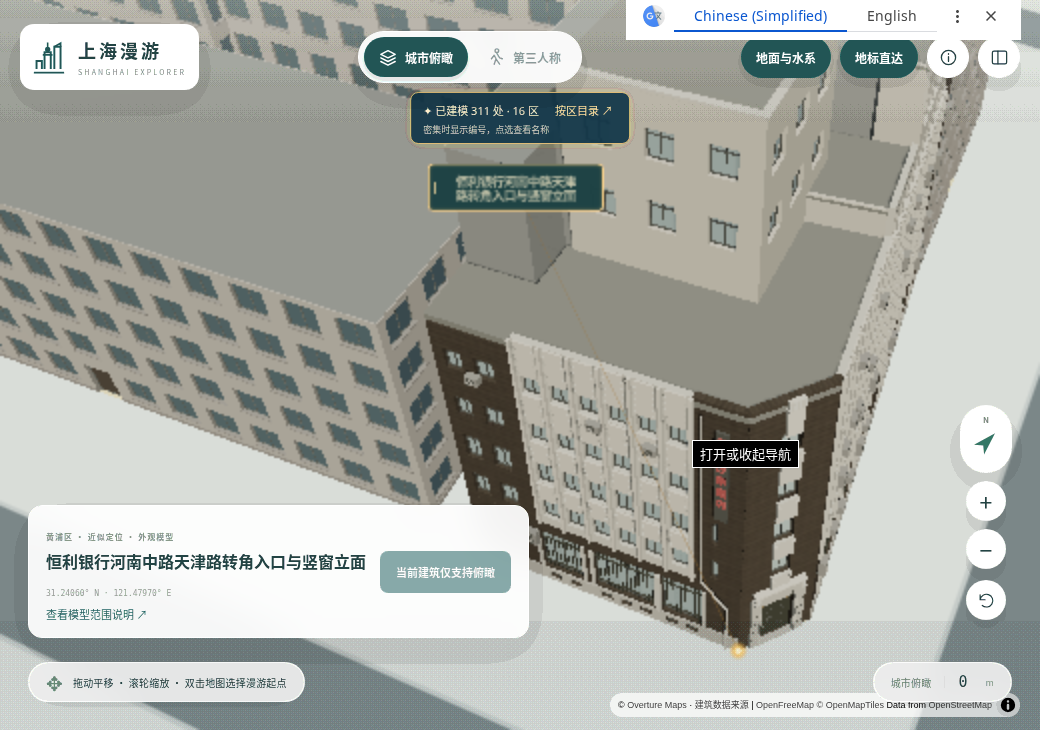 Chinese (Simplified)
English
上海漫游
SHANGHAI EXPLORER
城市俯瞰
第三人称
地面与水系
地标直达
✦ 已建模 311 处 · 16 区
按区目录 ↗
密集时显示编号，点选查看名称
恒利银行河南中路天津
路转角入口与竖窗立面
N
打开或收起导航
黄浦区 · 近似定位 · 外观模型
恒利银行河南中路天津路转角入口与竖窗立面
当前建筑仅支持俯瞰
31.24060° N · 121.47970° E
查看模型范围说明 ↗
拖动平移 · 滚轮缩放 · 双击地图选择漫游起点
城市俯瞰
0
m
© Overture Maps · 建筑数据来源 | OpenFreeMap © OpenMapTiles Data from OpenStreetMap